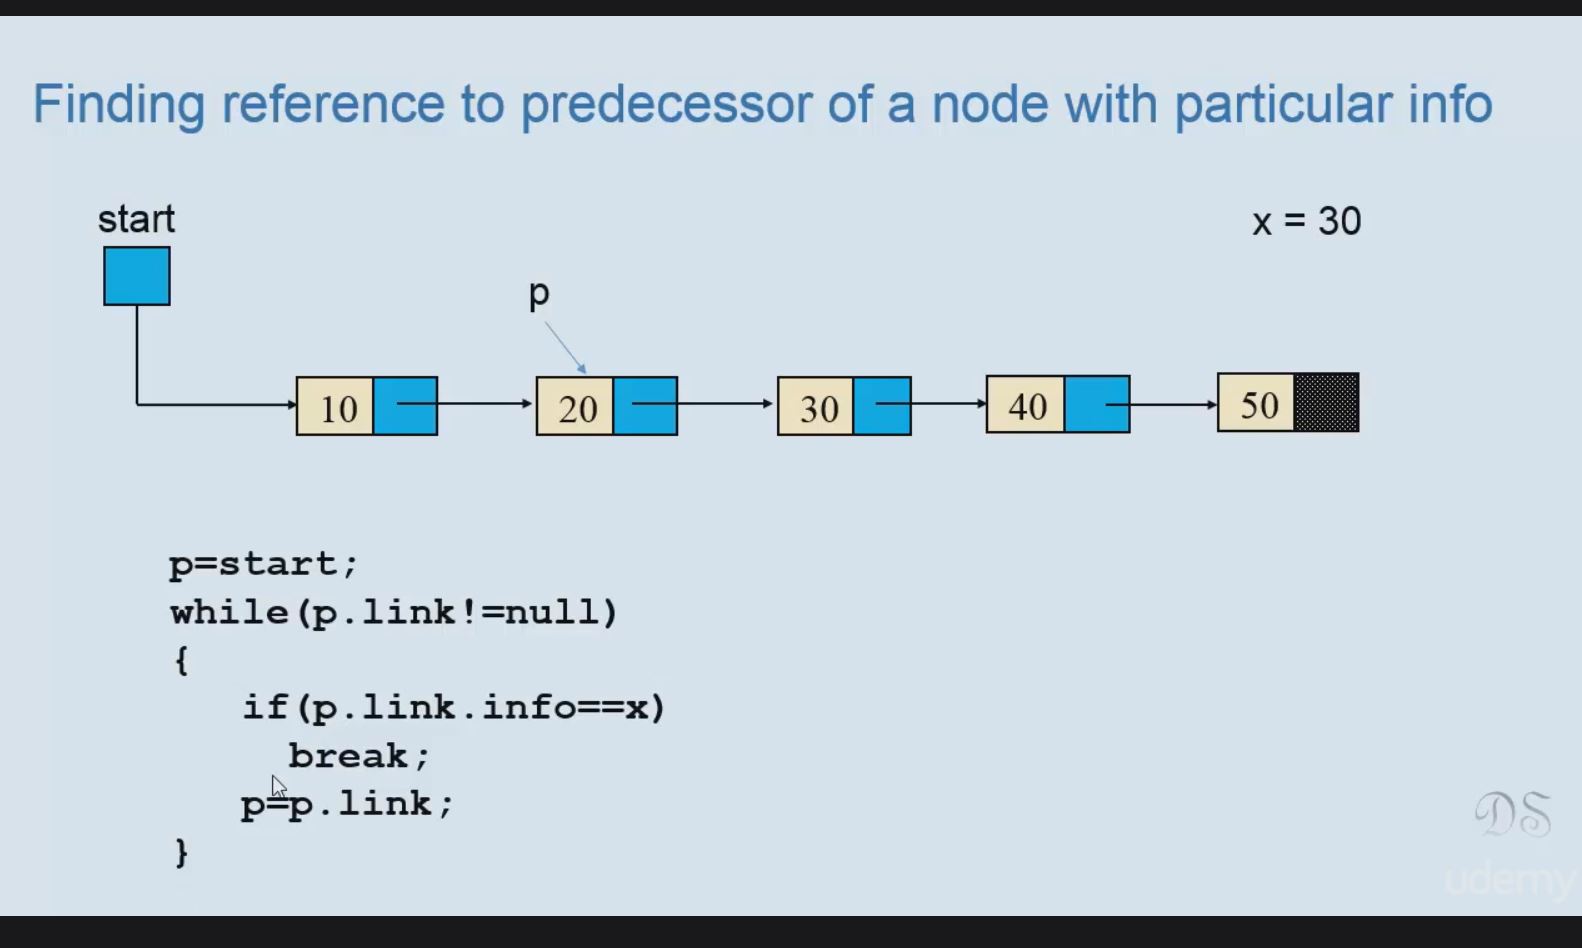 Finding reference to predecessor of a node with particular info
start
x = 30
p
10 20 30 40 50
p=start;
while(p.link!=null)
{
if(p.link.info==x)
break;
p=p.link;
}
DS
udemy